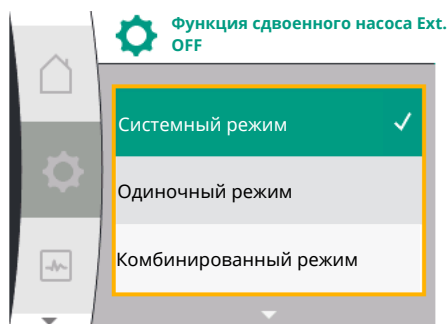 Функция сдвоенного насоса Ext.
OFF
Системный режим
Одиночный режим
Комбинированный режим